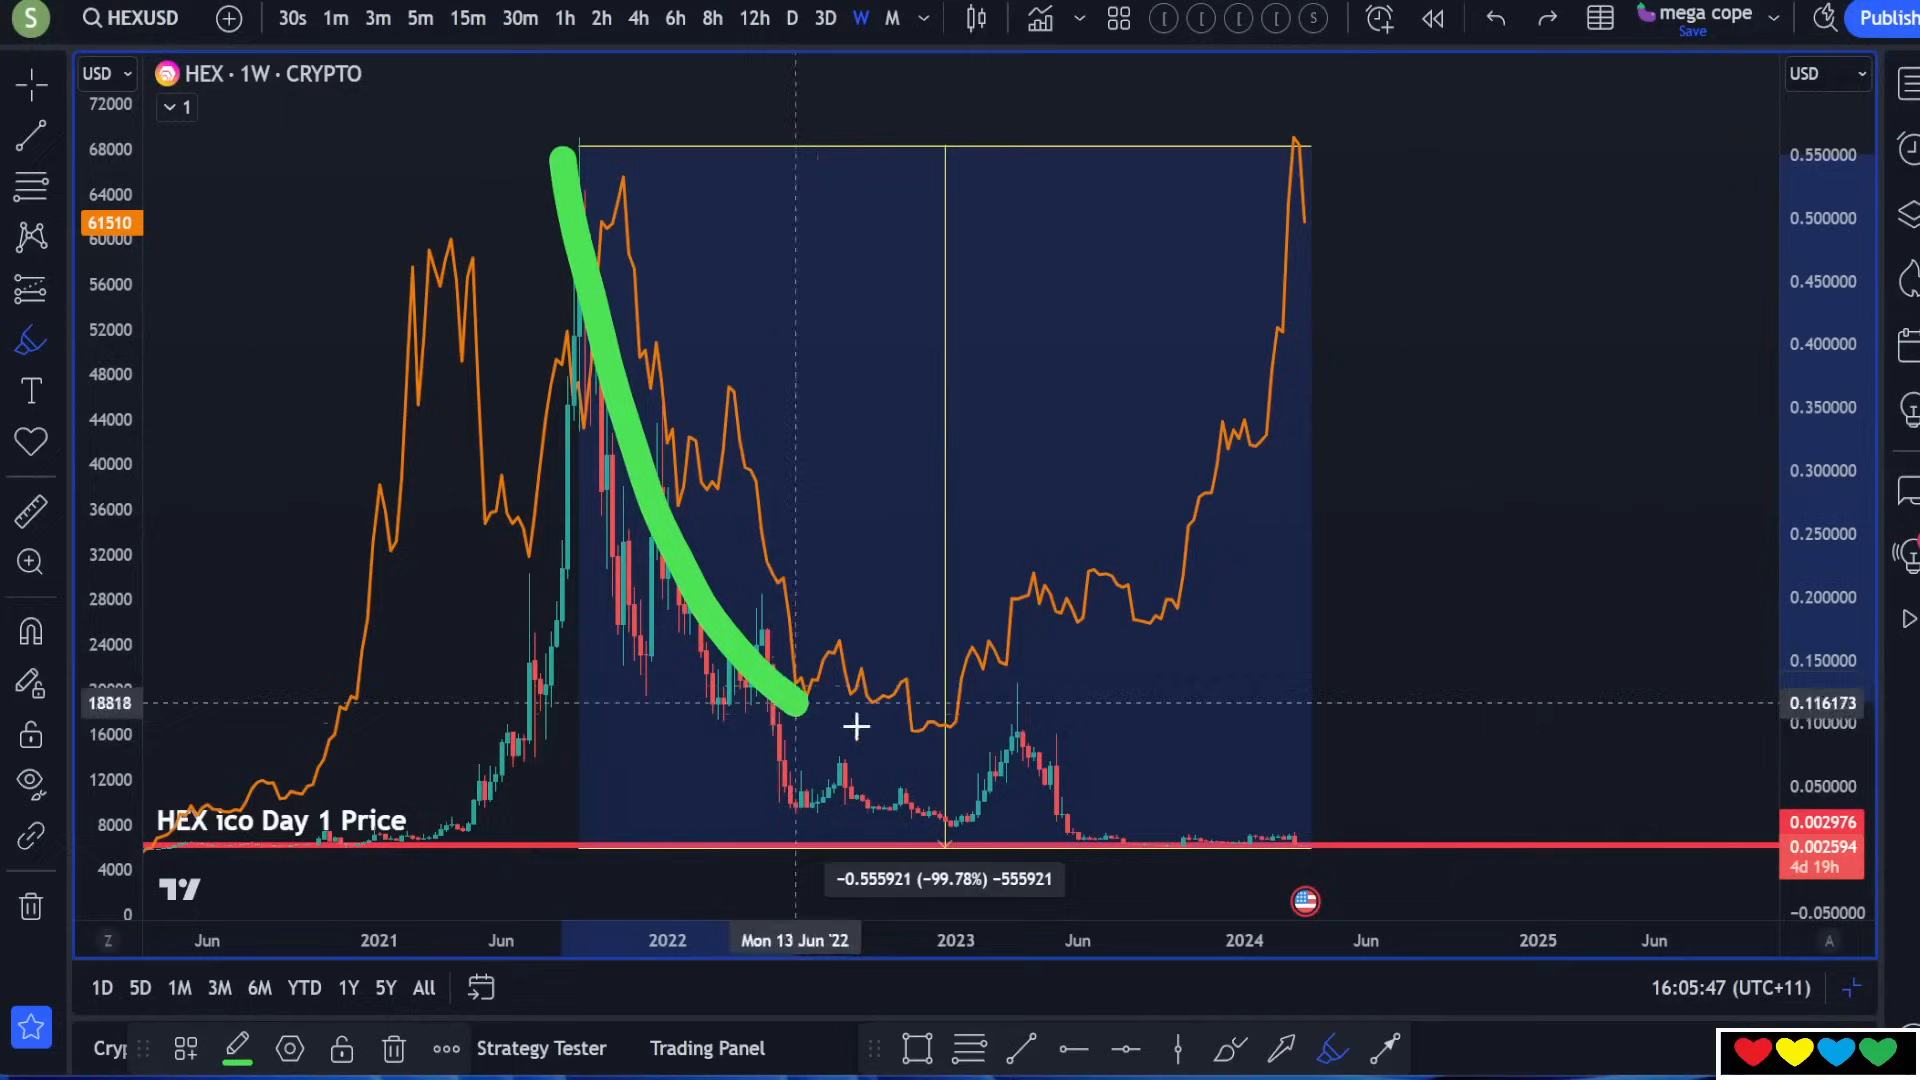 S
HEXUSD
30s 1m 3m 5m 15m 30m 1h 2h 4h 6h 8h 12h D 3D W M
S
mega cope
Save
Publish
USD
HEX · 1W · CRYPTO
USD
1
72000
68000
64000
61510
60000
56000
52000
48000
44000
40000
36000
32000
28000
24000
18818
16000
12000
8000
4000
0
0.550000
0.500000
0.450000
0.400000
0.350000
0.300000
0.250000
0.200000
0.150000
0.116173
0.100000
0.050000
0.002976
0.002594
4d 19h
−0.050000
HEX ico Day 1 Price
−0.555921 (−99.78%) −555921
Z
Jun 2021 Jun 2022 Mon 13 Jun '22 2023 Jun 2024 Jun 2025 Jun
A
1D 5D 1M 3M 6M YTD 1Y 5Y All
16:05:47 (UTC+11)
Strategy Tester Trading Panel